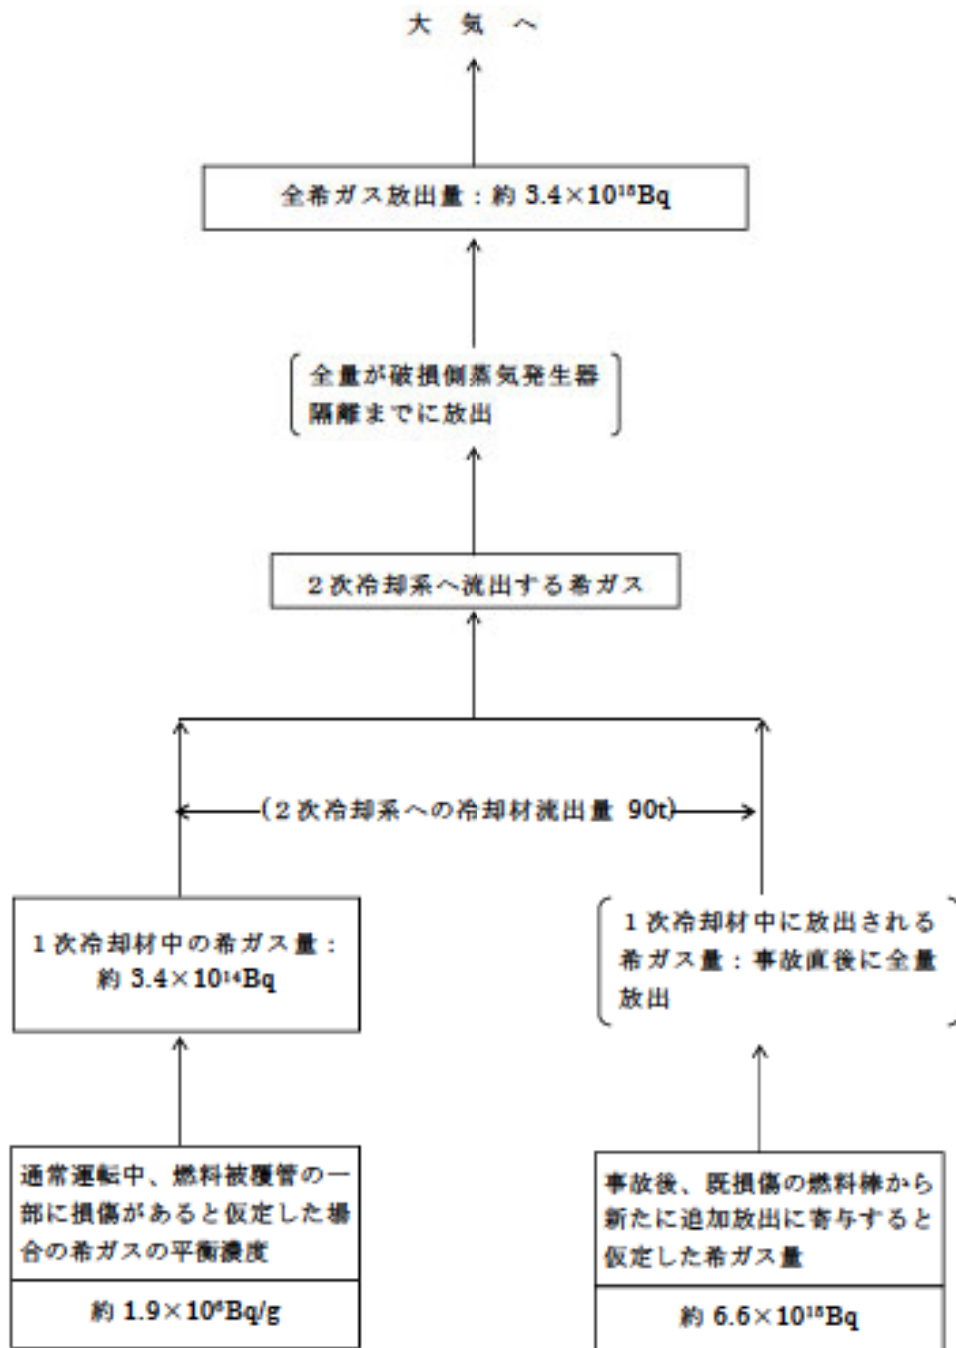 大 気 へ
全希ガス放出量：約 3.4×10¹⁵Bq
全量が破損側蒸気発生器
隔離までに放出
２次冷却系へ流出する希ガス
(２次冷却系への冷却材流出量 90t)
１次冷却材中の希ガス量：
約 3.4×10¹⁴Bq
１次冷却材中に放出される
希ガス量：事故直後に全量
放出
通常運転中、燃料被覆管の一
部に損傷があると仮定した場
合の希ガスの平衡濃度
約 1.9×10⁶Bq/g
事故後、既損傷の燃料棒から
新たに追加放出に寄与すると
仮定した希ガス量
約 6.6×10¹⁵Bq